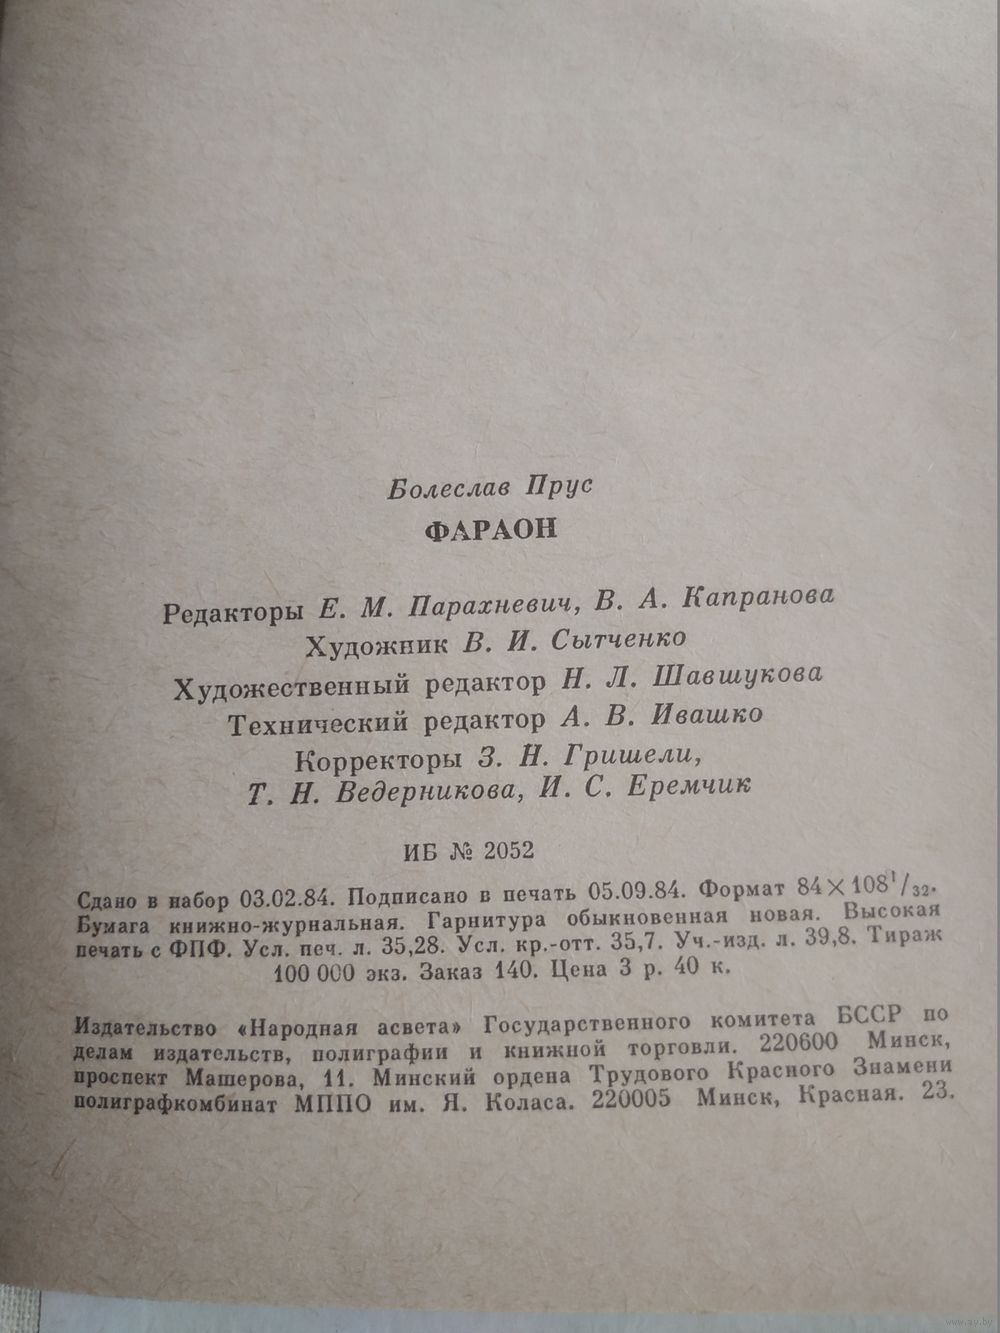 Болеслав Прус
ФАРАОН
Редакторы Е. М. Парахневич, В. А. Капранова
Художник В. И. Сытченко
Художественный редактор Н. Л. Шавшукова
Технический редактор А. В. Ивашко
Корректоры З. Н. Гришели,
Т. Н. Ведерникова, И. С. Еремчик
ИБ № 2052
Сдано в набор 03.02.84. Подписано в печать 05.09.84. Формат 84×108¹/₃₂.
Бумага книжно-журнальная. Гарнитура обыкновенная новая. Высокая
печать с ФПФ. Усл. печ. л. 35,28. Усл. кр.-отт. 35,7. Уч.-изд. л. 39,8. Тираж
100 000 экз. Заказ 140. Цена 3 р. 40 к.
Издательство «Народная асвета» Государственного комитета БССР по
делам издательств, полиграфии и книжной торговли. 220600 Минск,
проспект Машерова, 11. Минский ордена Трудового Красного Знамени
полиграфкомбинат МППО им. Я. Коласа. 220005 Минск, Красная. 23.
www.ay.by